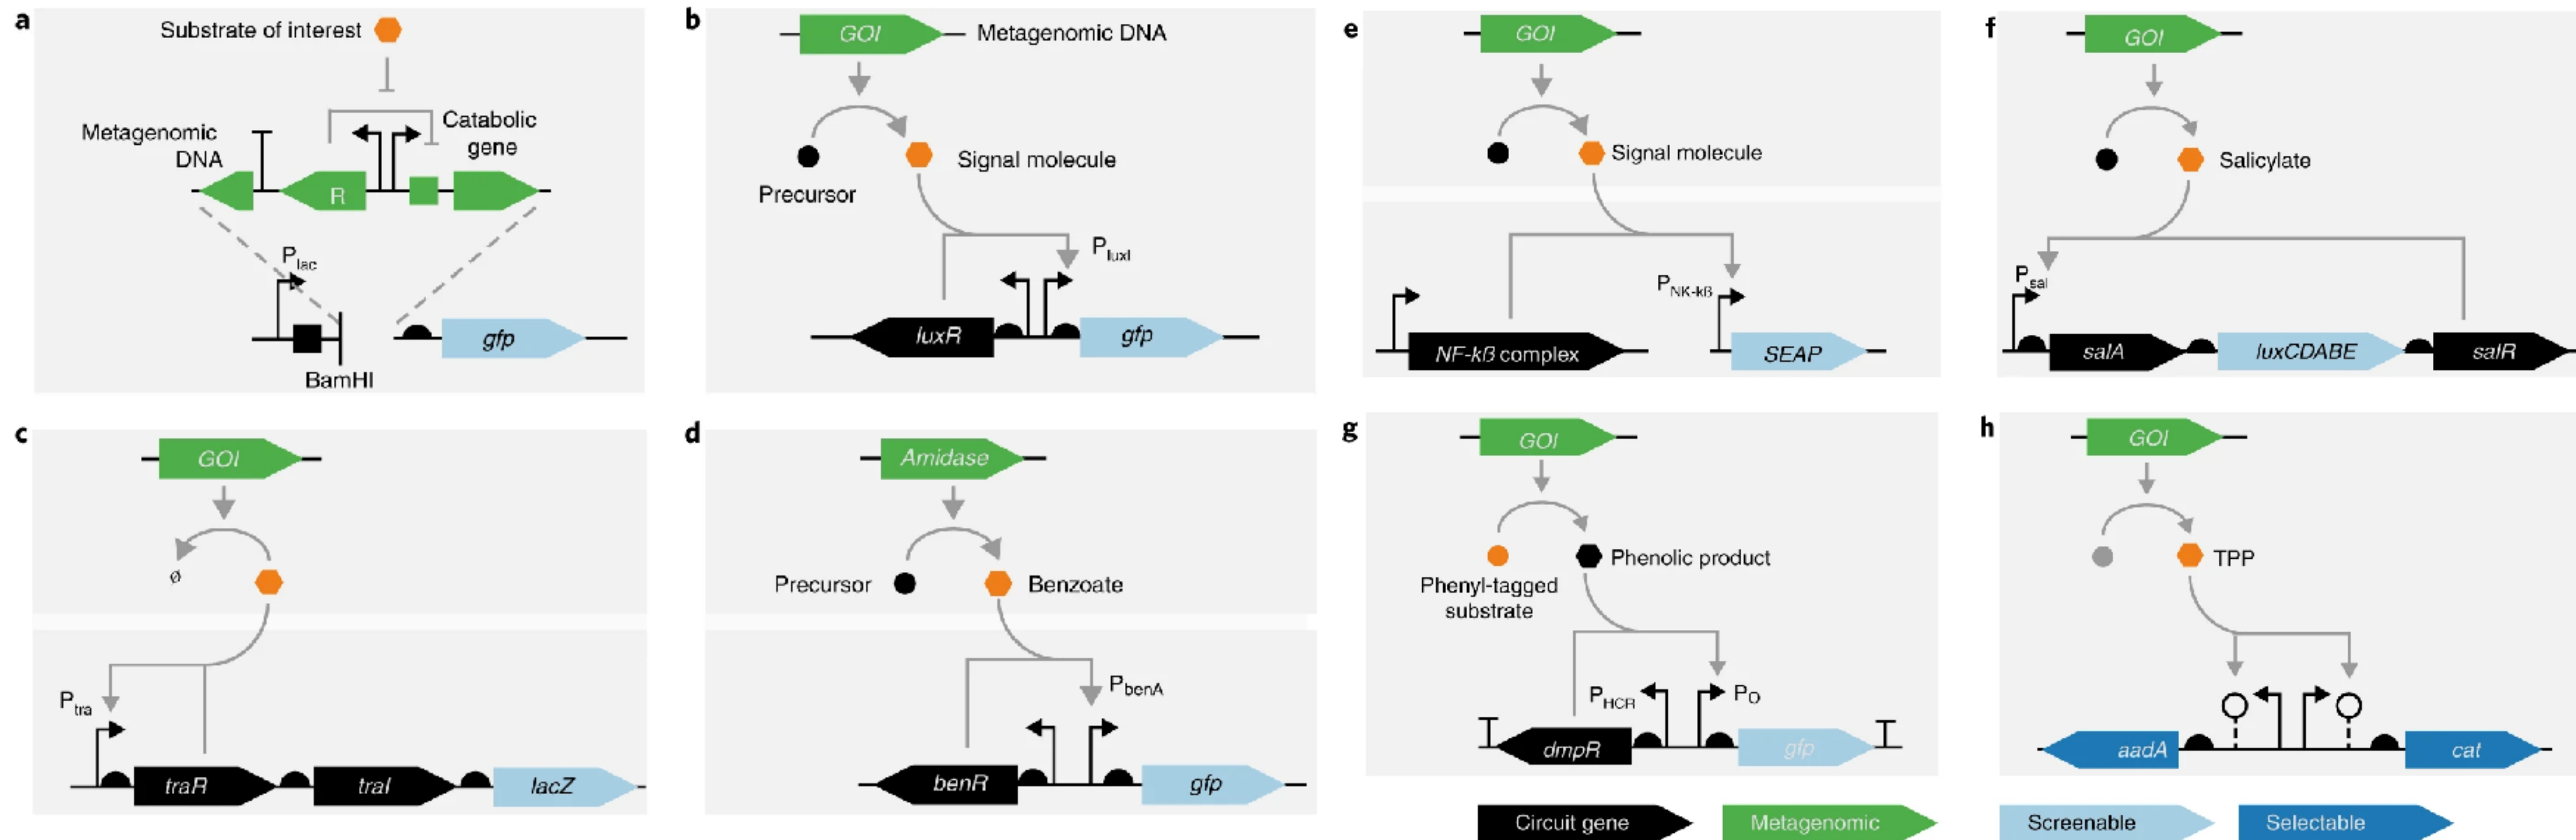 a
Substrate of interest
Metagenomic
DNA
Catabolic
gene
R
Plac
BamHI
gfp
b
GOI
Metagenomic DNA
Precursor
Signal molecule
PluxI
luxR
gfp
e
GOI
Signal molecule
PNK-kß
NF-kß complex
SEAP
f
GOI
Salicylate
Psal
salA
luxCDABE
salR
c
GOI
ø
Ptra
traR
traI
lacZ
d
Amidase
Precursor
Benzoate
PbenA
benR
gfp
g
GOI
Phenyl-tagged
substrate
Phenolic product
PHCR
PO
dmpR
gfp
h
GOI
TPP
aadA
cat
Circuit gene
Metagenomic
Screenable
Selectable